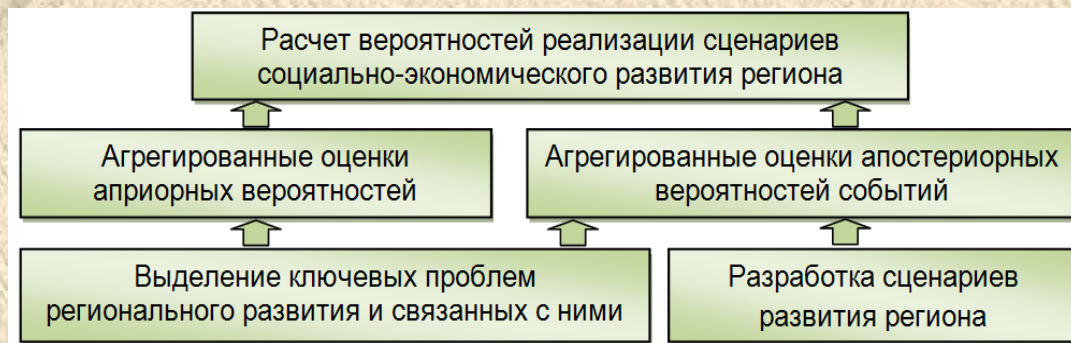 Расчет вероятностей реализации сценариев
социально-экономического развития региона
Агрегированные оценки
априорных вероятностей
Агрегированные оценки апостериорных
вероятностей событий
Выделение ключевых проблем
регионального развития и связанных с ними
Разработка сценариев
развития региона